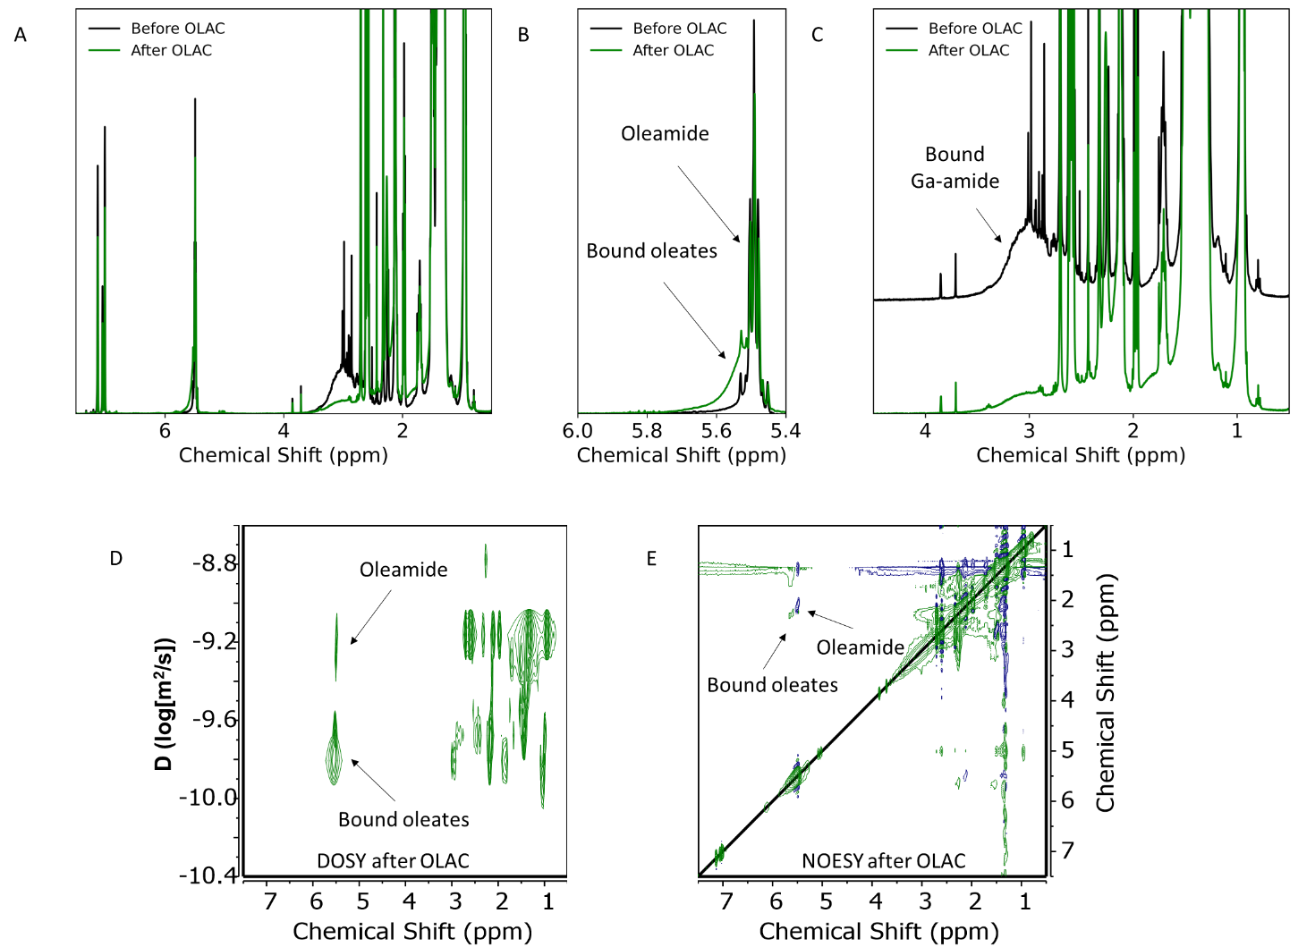 A
Before OLAC
After OLAC
6
4
2
Chemical Shift (ppm)
B
Before OLAC
After OLAC
Oleamide
Bound oleates
6.0
5.8
5.6
5.4
Chemical Shift (ppm)
C
Before OLAC
After OLAC
Bound
Ga-amide
4
3
2
1
Chemical Shift (ppm)
D
D (log[m²/s])
-8.8
-9.2
-9.6
-10.0
-10.4
Oleamide
Bound oleates
DOSY after OLAC
7 6 5 4 3 2 1
Chemical Shift (ppm)
E
Oleamide
Bound oleates
NOESY after OLAC
1
2
3
4
5
6
7
Chemical Shift (ppm)
7 6 5 4 3 2 1
Chemical Shift (ppm)